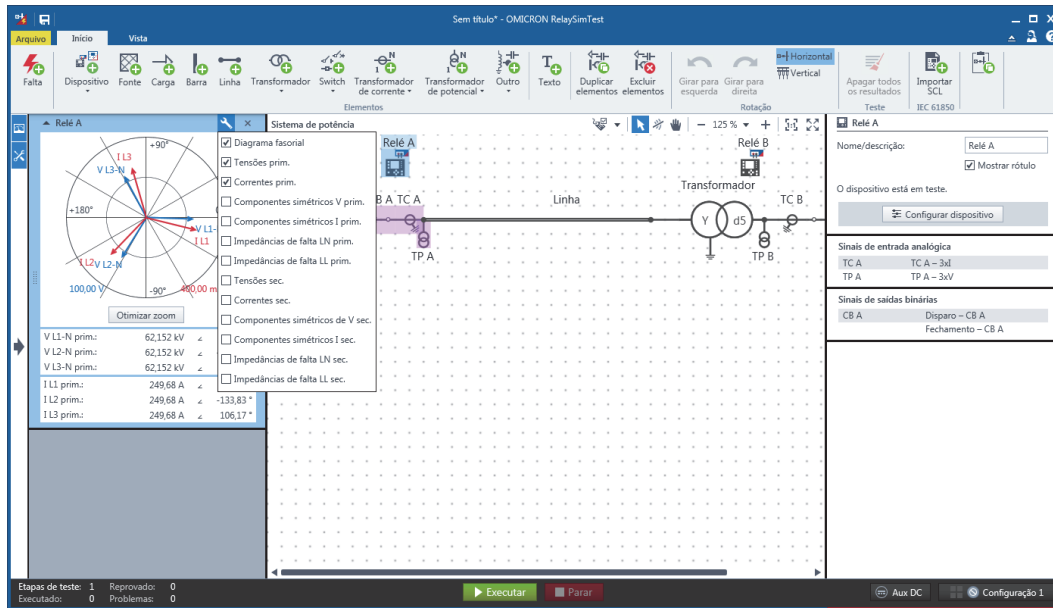 Sem título* - OMICRON RelaySimTest
Arquivo Início Vista
Falta
Dispositivo
Fonte
Carga
Barra
Linha
Transformador
Switch
Transformador de corrente
Transformador de potencial
Outro
Texto
Duplicar elementos
Excluir elementos
Girar para esquerda
Girar para direita
Horizontal
Vertical
Apagar todos os resultados
Importar SCL
Elementos
Rotação
Teste
IEC 61850
Relé A
+90°
I L3
V L3-N
+180°
V L1-
I L1
I L2
V L2-N
-90°
100,00 V
400,00 m
Otimizar zoom
V L1-N prim.: 62,152 kV ∠
V L2-N prim.: 62,152 kV ∠
V L3-N prim.: 62,152 kV ∠
I L1 prim.: 249,68 A ∠
I L2 prim.: 249,68 A ∠ -133,83 °
I L3 prim.: 249,68 A ∠ 106,17 °
Diagrama fasorial
Tensões prim.
Correntes prim.
Componentes simétricos V prim.
Componentes simétricos I prim.
Impedâncias de falta LN prim.
Impedâncias de falta LL prim.
Tensões sec.
Correntes sec.
Componentes simétricos de V sec.
Componentes simétricos I sec.
Impedâncias de falta LN sec.
Impedâncias de falta LL sec.
Sistema de potência
125 %
1:1
Relé A
Relé B
B A TC A
Linha
Transformador
TC B
Y d5
TP A
TP B
Relé A
Nome/descrição: Relé A
Mostrar rótulo
O dispositivo está em teste.
Configurar dispositivo
Sinais de entrada analógica
TC A TC A – 3xI
TP A TP A – 3xV
Sinais de saídas binárias
CB A Disparo – CB A
Fechamento – CB A
Etapas de teste: 1 Reprovado: 0
Executado: 0 Problemas: 0
Executar
Parar
Aux DC
Configuração 1